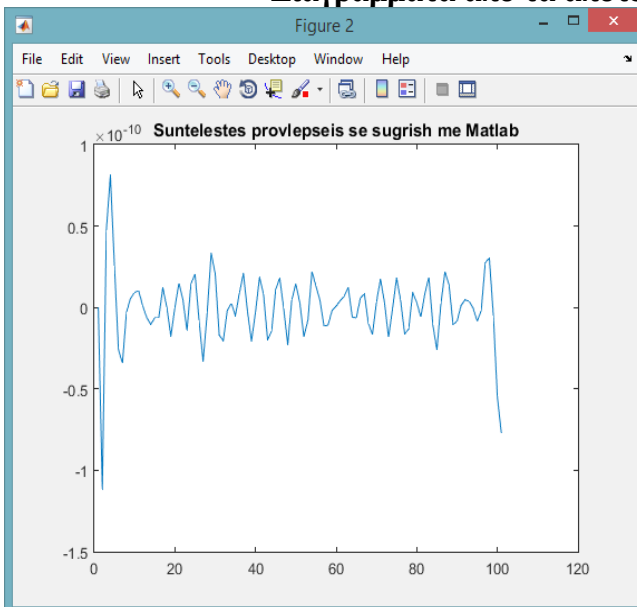 Figure 2
File Edit View Insert Tools Desktop Window Help
×10⁻¹⁰ Suntelestes provlepseis se sugrish me Matlab
1
0.5
0
-0.5
-1
-1.5
0 20 40 60 80 100 120